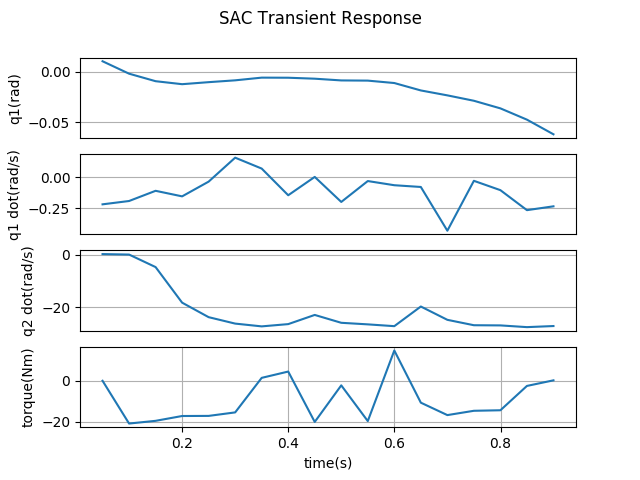 SAC Transient Response
q1(rad)
0.00
−0.05
q1 dot(rad/s)
0.00
−0.25
q2 dot(rad/s)
0
−20
torque(Nm)
0
−20
0.2 0.4 0.6 0.8
time(s)